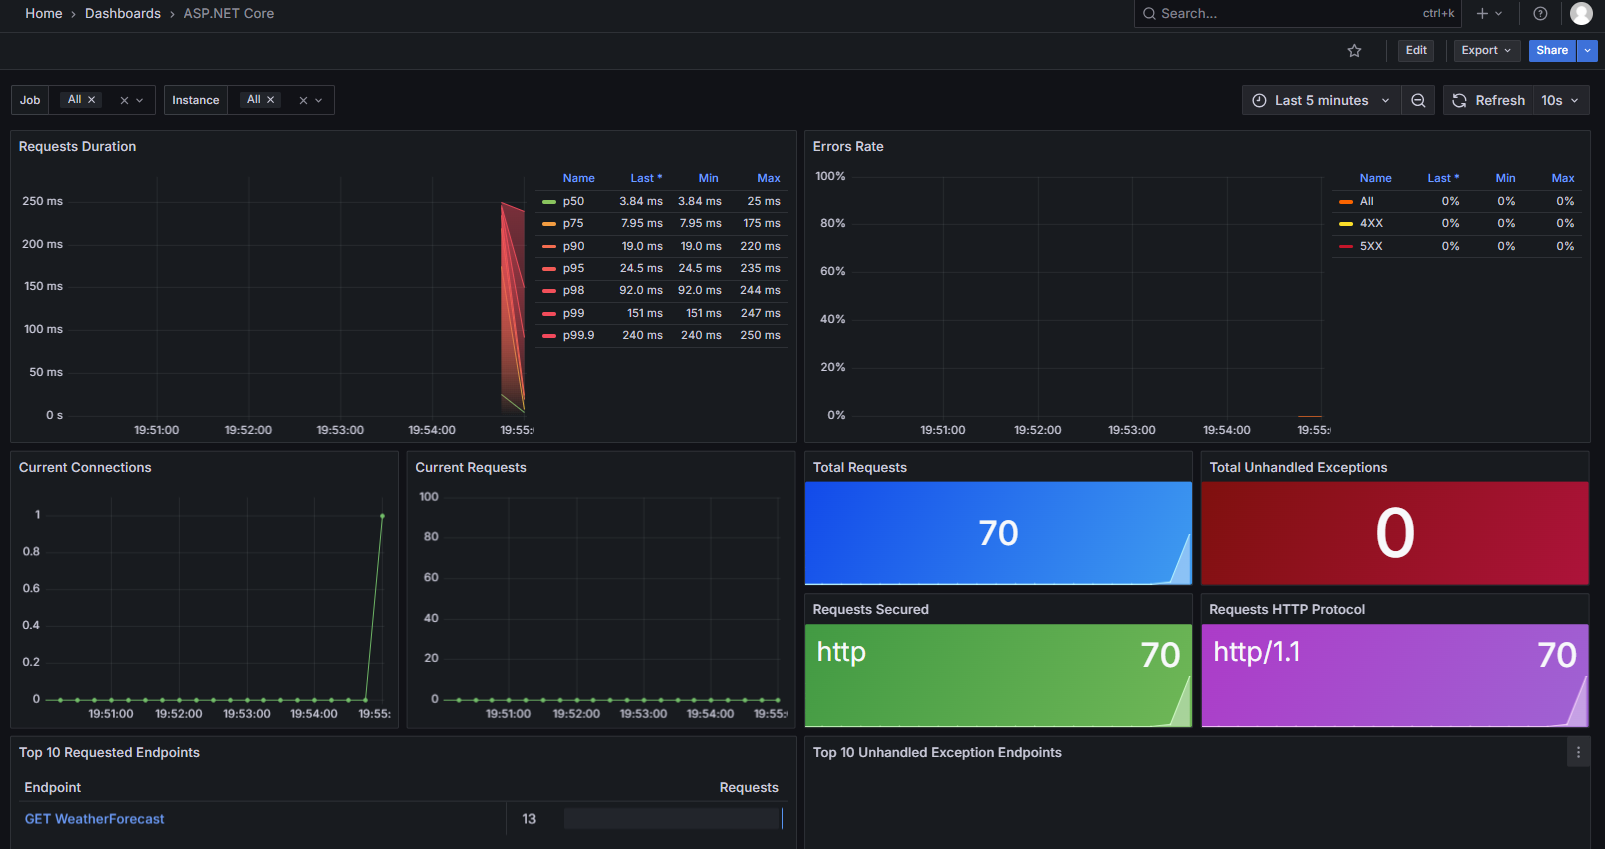 Home › Dashboards › ASP.NET Core
Search... ctrl+k
Edit Export Share
Job All Instance All
Last 5 minutes Refresh 10s
Requests Duration
250 ms
200 ms
150 ms
100 ms
50 ms
0 s
19:51:00 19:52:00 19:53:00 19:54:00 19:55:
Name Last * Min Max
p50 3.84 ms 3.84 ms 25 ms
p75 7.95 ms 7.95 ms 175 ms
p90 19.0 ms 19.0 ms 220 ms
p95 24.5 ms 24.5 ms 235 ms
p98 92.0 ms 92.0 ms 244 ms
p99 151 ms 151 ms 247 ms
p99.9 240 ms 240 ms 250 ms
Errors Rate
100%
80%
60%
40%
20%
0%
19:51:00 19:52:00 19:53:00 19:54:00 19:55:
Name Last * Min Max
All 0% 0% 0%
4XX 0% 0% 0%
5XX 0% 0% 0%
Current Connections
1
0.8
0.6
0.4
0.2
0
19:51:00 19:52:00 19:53:00 19:54:00 19:55:
Current Requests
100
80
60
40
20
0
19:51:00 19:52:00 19:53:00 19:54:00 19:55:
Total Requests
70
Total Unhandled Exceptions
0
Requests Secured
http 70
Requests HTTP Protocol
http/1.1 70
Top 10 Requested Endpoints
Endpoint Requests
GET WeatherForecast 13
Top 10 Unhandled Exception Endpoints